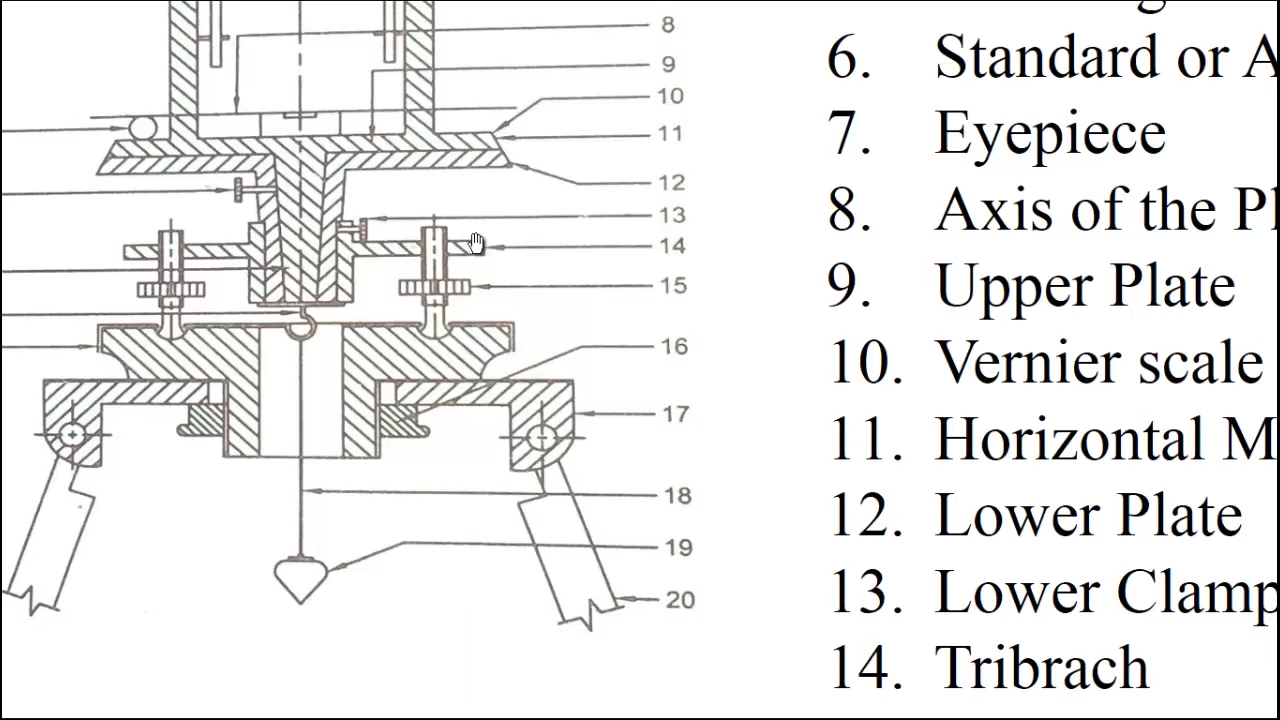 8
9
10
11
12
13
14
15
16
17
18
19
20
6. Standard or A
7. Eyepiece
8. Axis of the Pl
9. Upper Plate
10. Vernier scale
11. Horizontal M
12. Lower Plate
13. Lower Clamp
14. Tribrach